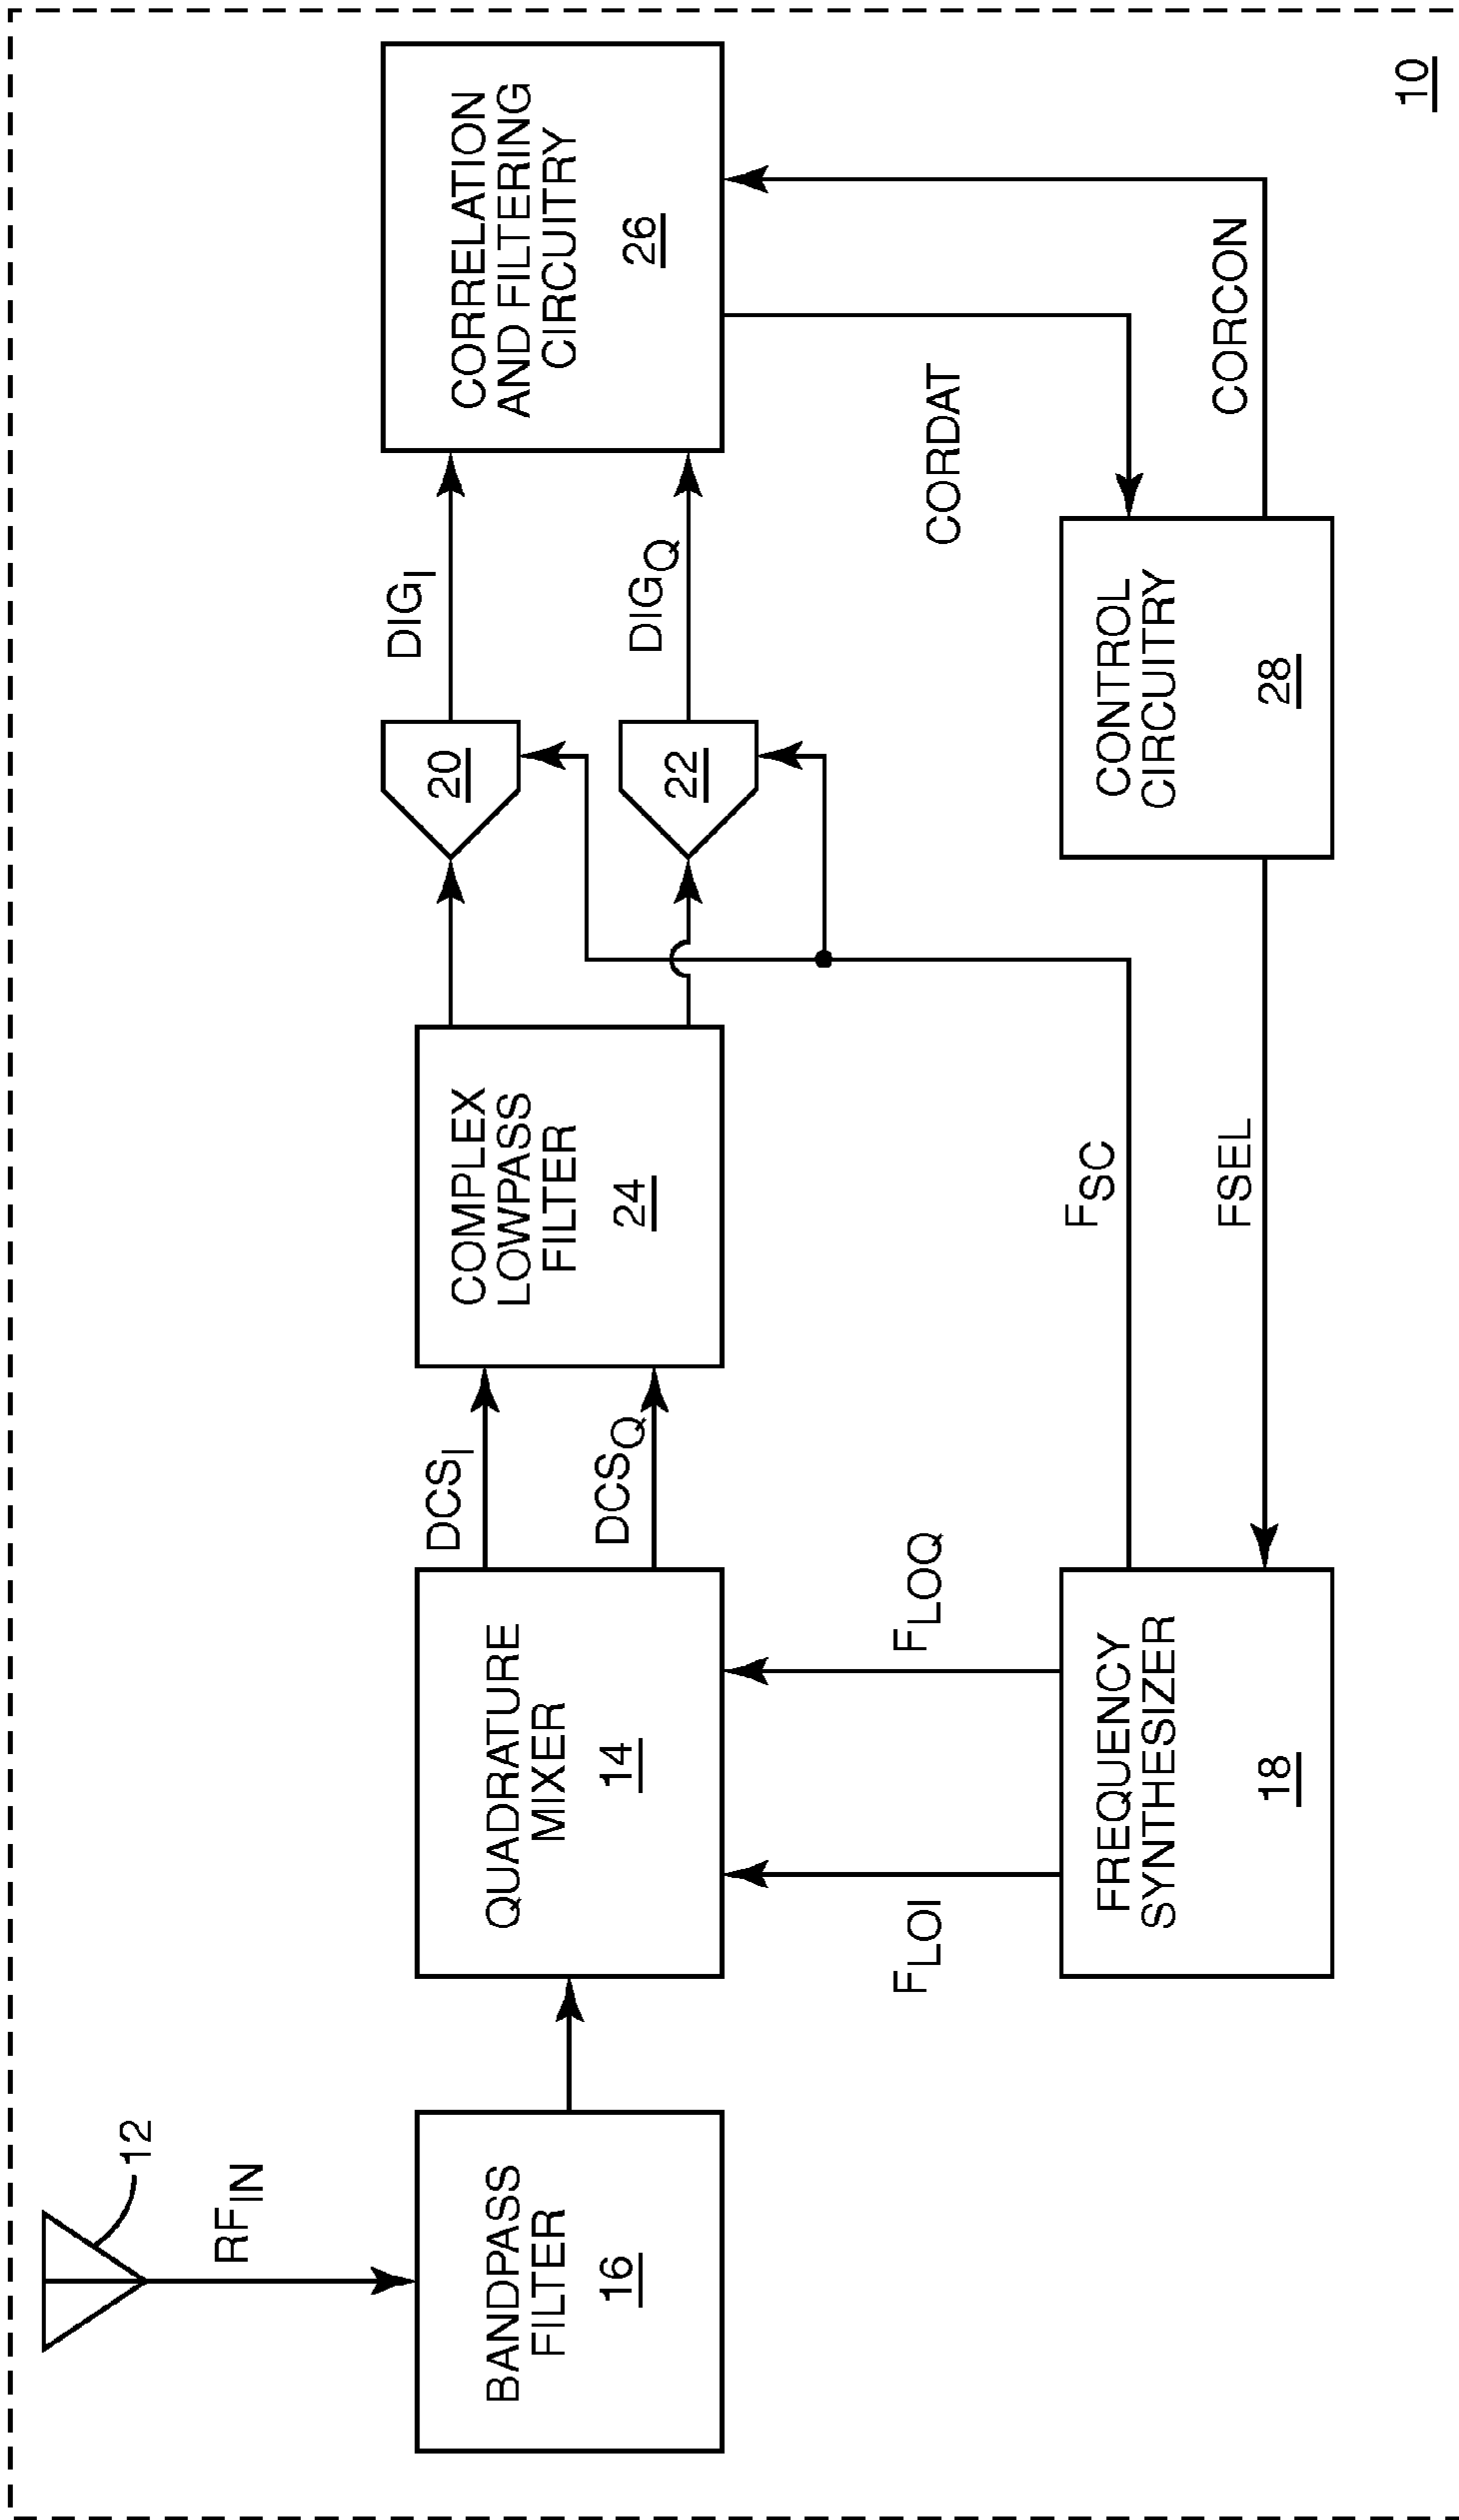 12
RF_IN
BANDPASS
FILTER
16
QUADRATURE
MIXER
14
DCS_I
DCS_Q
COMPLEX
LOWPASS
FILTER
24
20
22
DIG_I
DIG_Q
CORRELATION
AND FILTERING
CIRCUITRY
26
F_LOI
F_LOQ
FREQUENCY
SYNTHESIZER
18
F_SC
FSEL
CONTROL
CIRCUITRY
28
CORDAT
CORCON
10